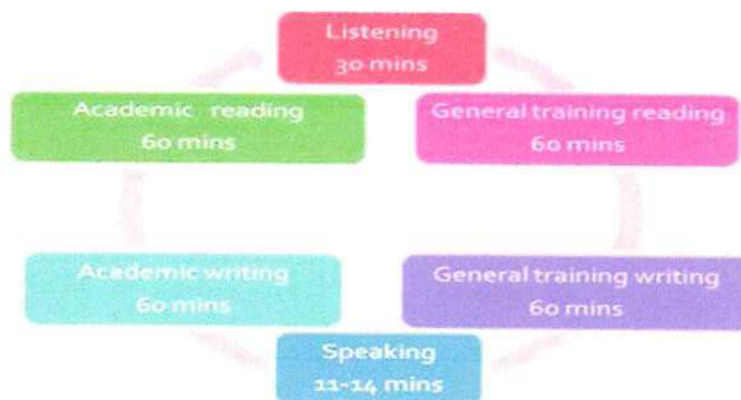 Listening
30 mins
Academic reading
60 mins
General training reading
60 mins
Academic writing
60 mins
General training writing
60 mins
Speaking
11-14 mins